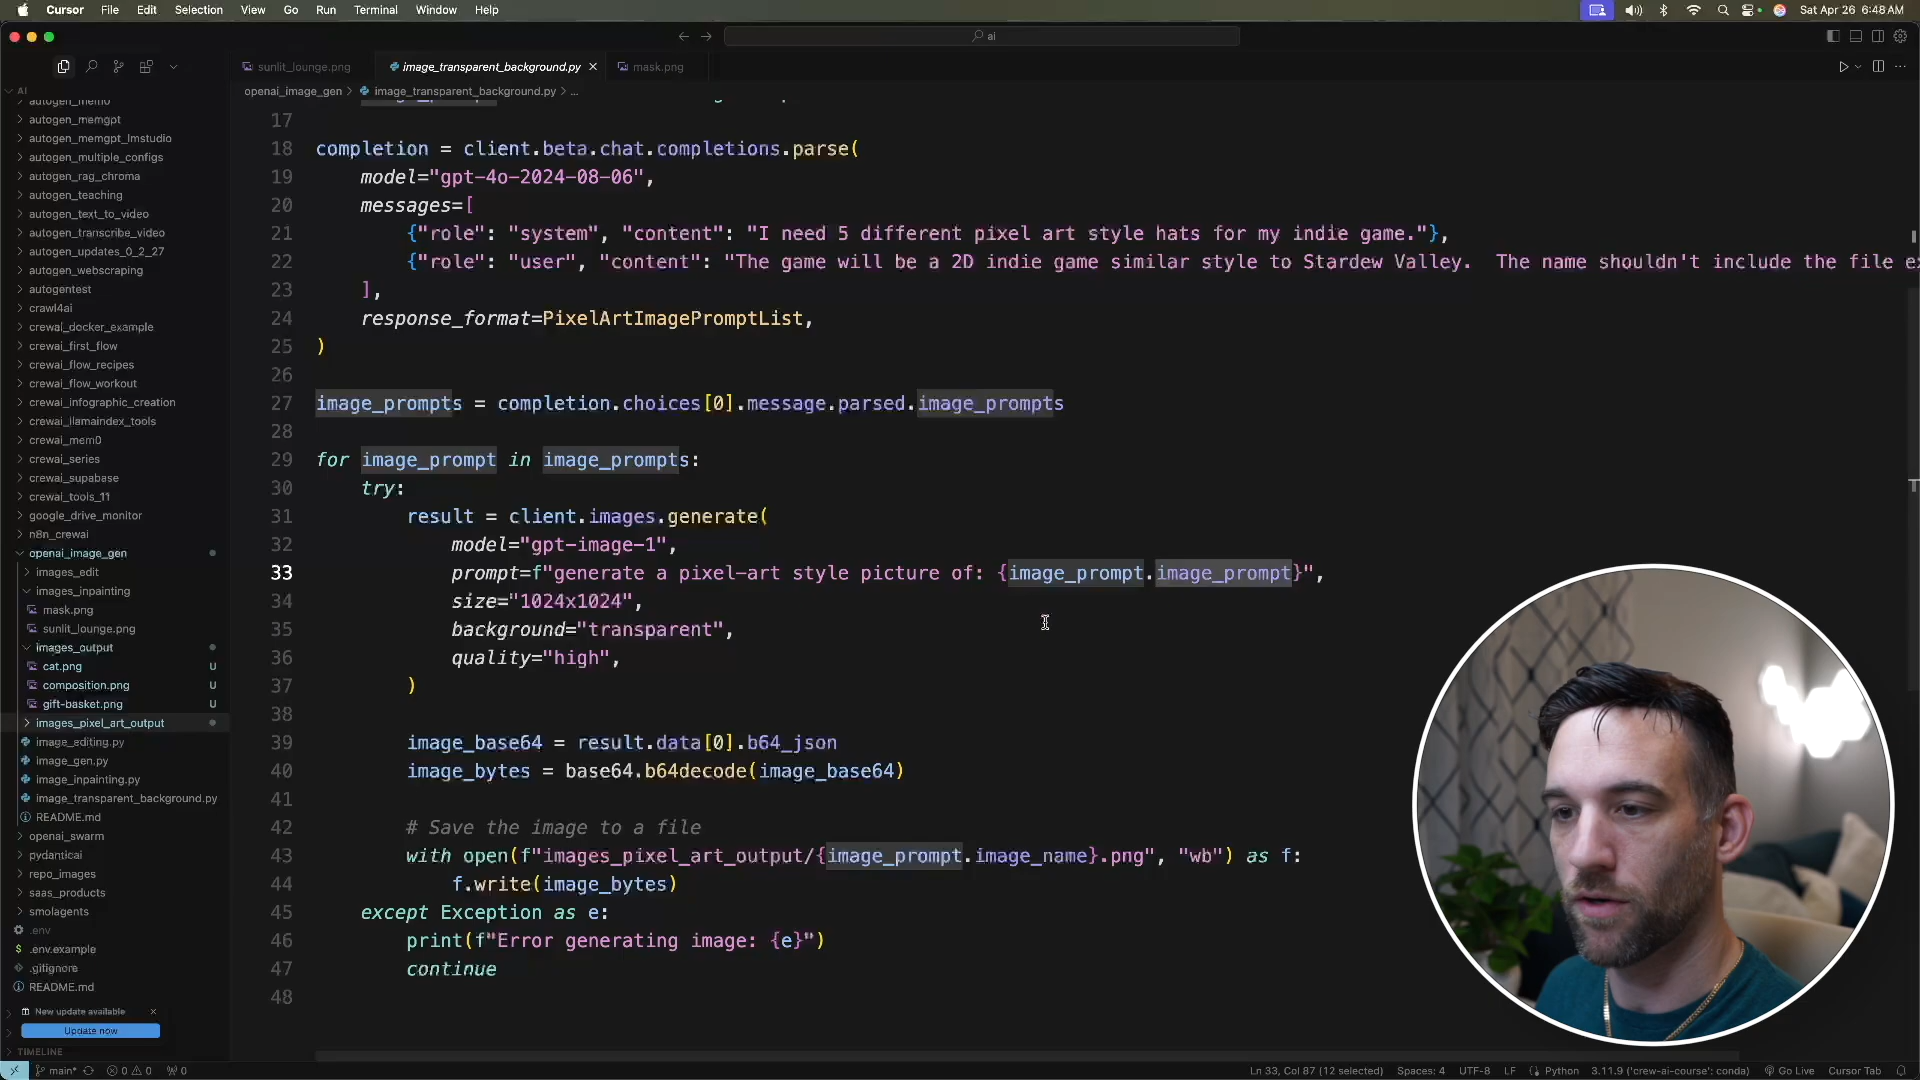 Cursor File Edit Selection View Go Run Terminal Window Help
Sat Apr 26 6:48 AM
ai
sunlit_lounge.png
image_transparent_background.py
mask.png
openai_image_gen > image_transparent_background.py > ...
AI
autogen_mem0
autogen_memgpt
autogen_memgpt_lmstudio
autogen_multiple_configs
autogen_rag_chroma
autogen_teaching
autogen_text_to_video
autogen_transcribe_video
autogen_updates_0_2_27
autogen_webscraping
autogentest
crawl4ai
crewai_docker_example
crewai_first_flow
crewai_flow_recipes
crewai_flow_workout
crewai_infographic_creation
crewai_llamaindex_tools
crewai_mem0
crewai_series
crewai_supabase
crewai_tools_11
google_drive_monitor
n8n_crewai
openai_image_gen
images_edit
images_inpainting
mask.png
sunlit_lounge.png
images_output
cat.png U
composition.png U
gift-basket.png U
images_pixel_art_output
image_editing.py
image_gen.py
image_inpainting.py
image_transparent_background.py
README.md
openai_swarm
pydanticai
repo_images
saas_products
smolagents
.env
.env.example
.gitignore
README.md
New update available
Update now
TIMELINE
17
18 completion = client.beta.chat.completions.parse(
19 model="gpt-4o-2024-08-06",
20 messages=[
21 {"role": "system", "content": "I need 5 different pixel art style hats for my indie game."},
22 {"role": "user", "content": "The game will be a 2D indie game similar style to Stardew Valley.  The name shouldn't include the file
23 ],
24 response_format=PixelArtImagePromptList,
25 )
26
27 image_prompts = completion.choices[0].message.parsed.image_prompts
28
29 for image_prompt in image_prompts:
30 try:
31 result = client.images.generate(
32 model="gpt-image-1",
33 prompt=f"generate a pixel-art style picture of: {image_prompt.image_prompt}",
34 size="1024x1024",
35 background="transparent",
36 quality="high",
37 )
38
39 image_base64 = result.data[0].b64_json
40 image_bytes = base64.b64decode(image_base64)
41
42 # Save the image to a file
43 with open(f"images_pixel_art_output/{image_prompt.image_name}.png", "wb") as f:
44 f.write(image_bytes)
45 except Exception as e:
46 print(f"Error generating image: {e}")
47 continue
48
main* 0 0 0
Ln 33, Col 87 (12 selected) Spaces: 4 UTF-8 LF Python 3.11.9 ('crew-ai-course': conda) Go Live Cursor Tab